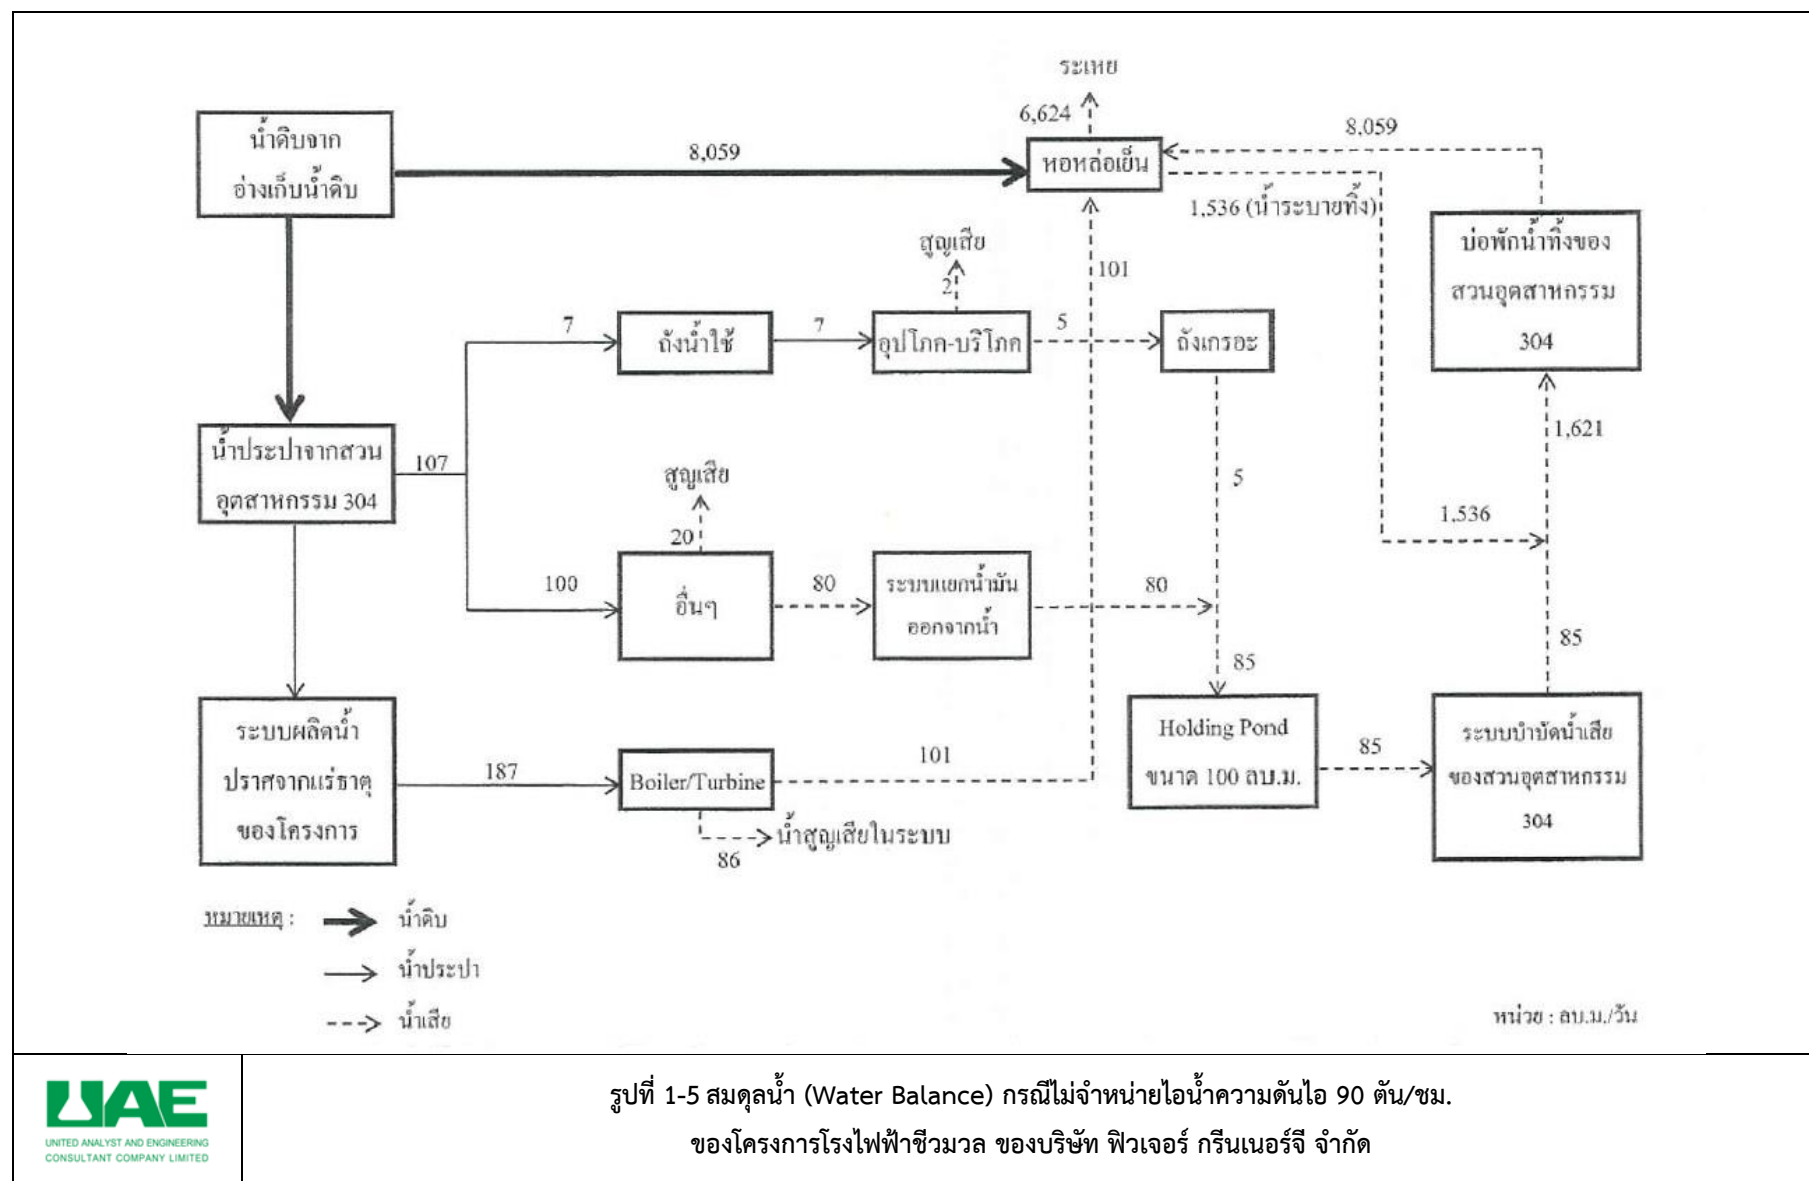 ระเหย
6,624
8,059
8,059
น้ำดิบจาก
อ่างเก็บน้ำดิบ
หอหล่อเย็น
1,536 (น้ำระบายทิ้ง)
บ่อพักน้ำทิ้งของ
สวนอุตสาหกรรม
304
สูญเสีย
2
101
7
ถังน้ำใช้
7
อุปโภค-บริโภค
5
ถังเกรอะ
1,621
น้ำประปาจากสวน
อุตสาหกรรม 304
107
สูญเสีย
20
5
1,536
100
อื่นๆ
80
ระบบแยกน้ำมัน
ออกจากน้ำ
80
85
85
ระบบผลิตน้ำ
ปราศจากแร่ธาตุ
ของโครงการ
187
Boiler/Turbine
101
Holding Pond
ขนาด 100 ลบ.ม.
85
ระบบบำบัดน้ำเสีย
ของสวนอุตสาหกรรม
304
86
น้ำสูญเสียในระบบ
หมายเหตุ :
น้ำดิบ
น้ำประปา
น้ำเสีย
หน่วย : ลบ.ม./วัน
UAE
UNITED ANALYST AND ENGINEERING
CONSULTANT COMPANY LIMITED
รูปที่ 1-5 สมดุลน้ำ (Water Balance) กรณีไม่จำหน่ายไอน้ำความดันไอ 90 ตัน/ชม.
ของโครงการโรงไฟฟ้าชีวมวล ของบริษัท ฟิวเจอร์ กรีนเนอร์จี จำกัด